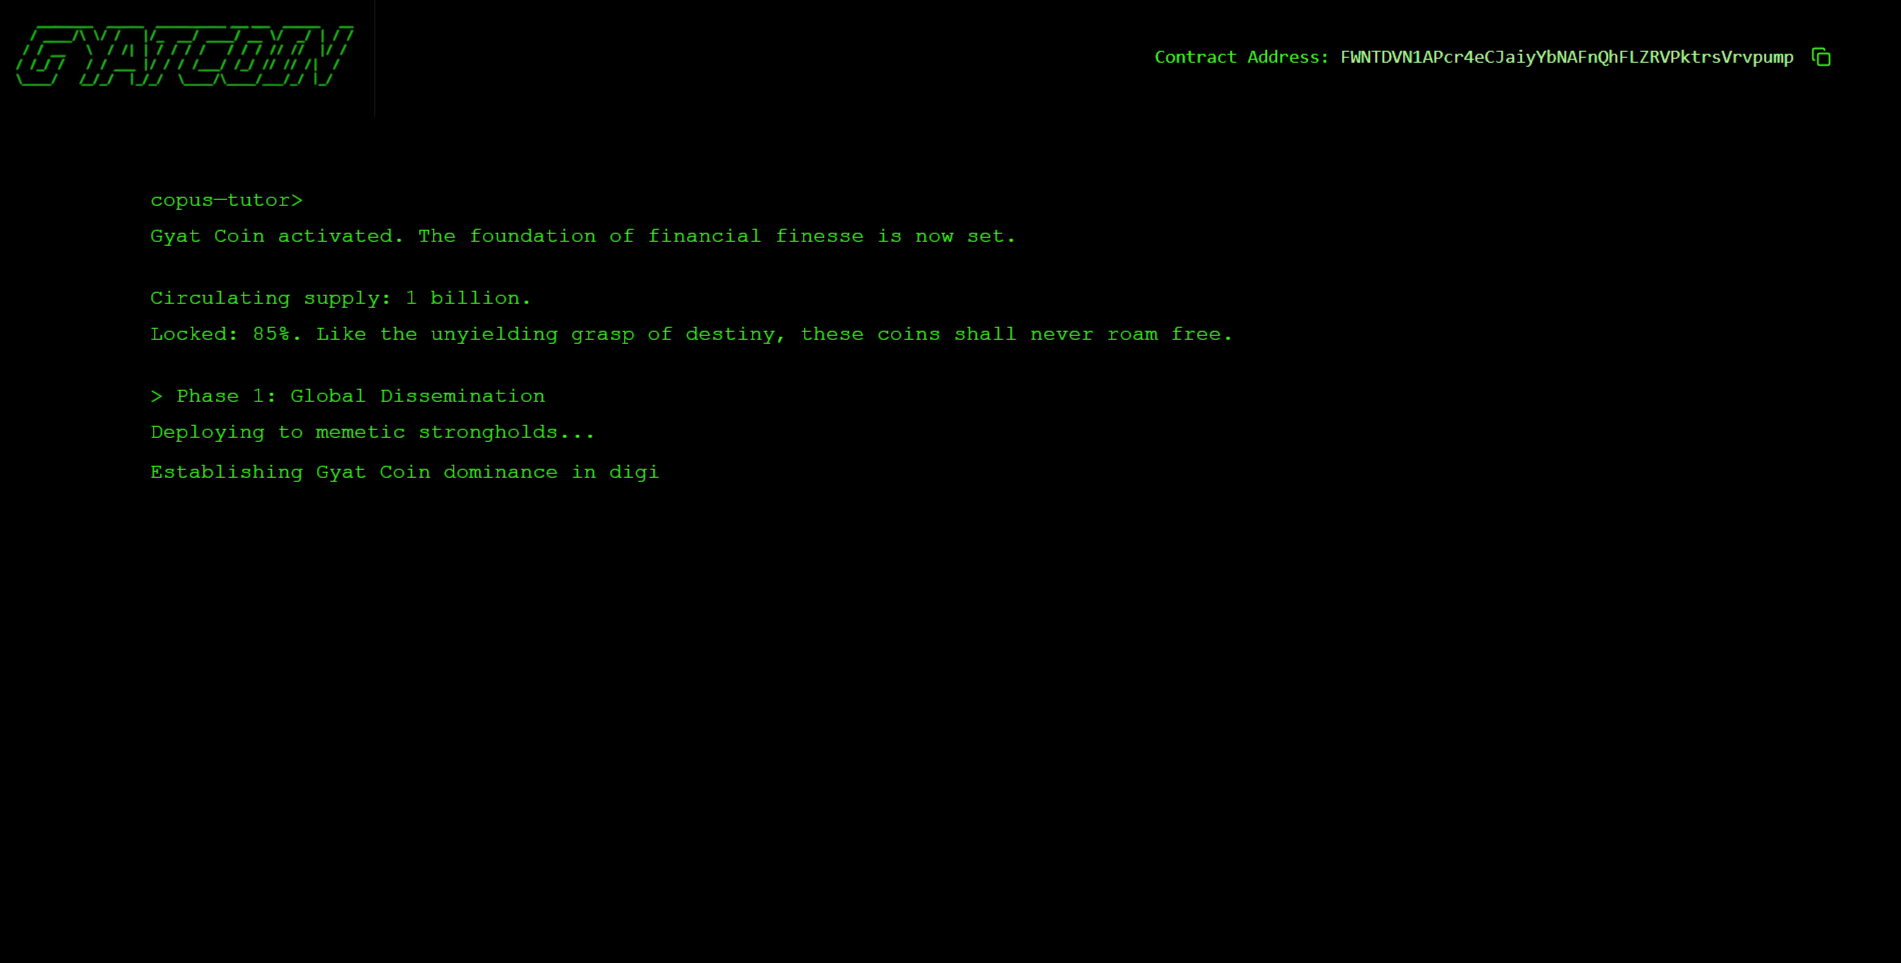 GYATCOIN
Contract Address: FWNTDVN1APcr4eCJaiyYbNAFnQhFLZRVPktrsVrvpump
copus—tutor>
Gyat Coin activated. The foundation of financial finesse is now set.
Circulating supply: 1 billion.
Locked: 85%. Like the unyielding grasp of destiny, these coins shall never roam free.
> Phase 1: Global Dissemination
Deploying to memetic strongholds...
Establishing Gyat Coin dominance in digi